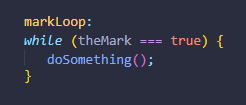 markLoop:
while (theMark === true) {
   doSomething();
}